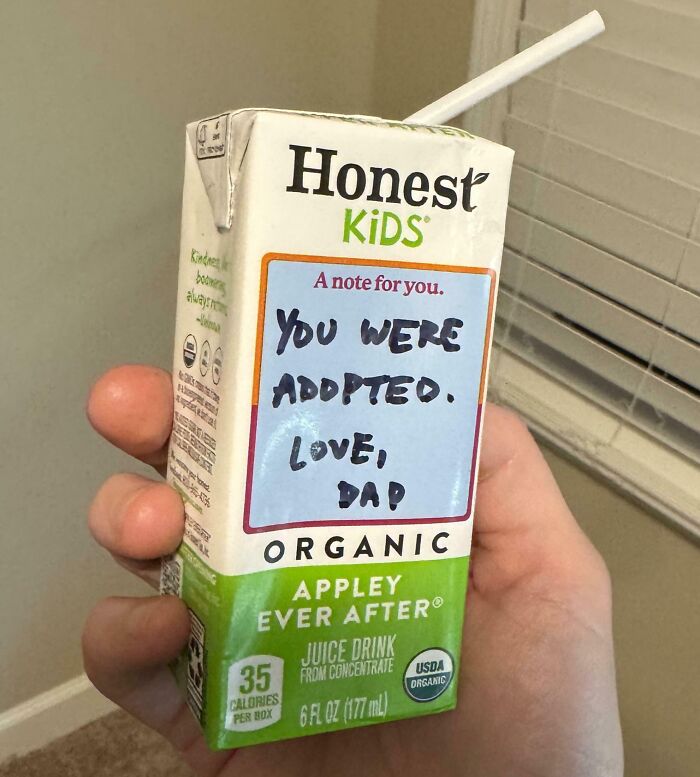 Honest
KiDS®
A note for you.
YOU WERE
ADOPTED.
LOVE,
DAD
ORGANIC
APPLEY
EVER AFTER®
JUICE DRINK
FROM CONCENTRATE
35
CALORIES
PER BOX
6 FL OZ (177 mL)
USDA
ORGANIC